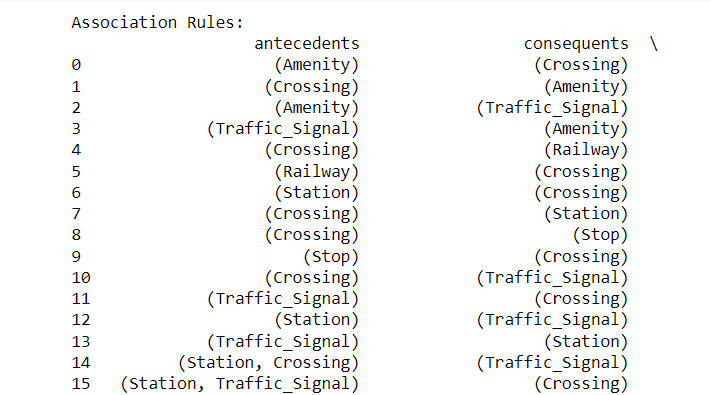 Association Rules:
antecedents consequents \
0 (Amenity) (Crossing)
1 (Crossing) (Amenity)
2 (Amenity) (Traffic_Signal)
3 (Traffic_Signal) (Amenity)
4 (Crossing) (Railway)
5 (Railway) (Crossing)
6 (Station) (Crossing)
7 (Crossing) (Station)
8 (Crossing) (Stop)
9 (Stop) (Crossing)
10 (Crossing) (Traffic_Signal)
11 (Traffic_Signal) (Crossing)
12 (Station) (Traffic_Signal)
13 (Traffic_Signal) (Station)
14 (Station, Crossing) (Traffic_Signal)
15 (Station, Traffic_Signal) (Crossing)